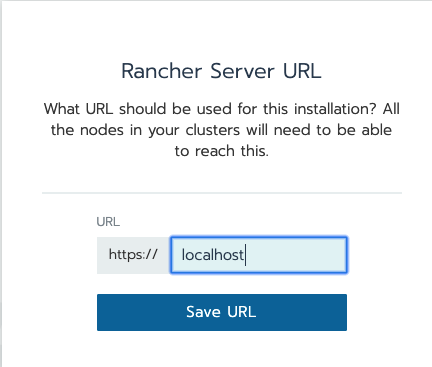 Rancher Server URL
What URL should be used for this installation? All
the nodes in your clusters will need to be able
to reach this.
URL
https:// localhost
Save URL